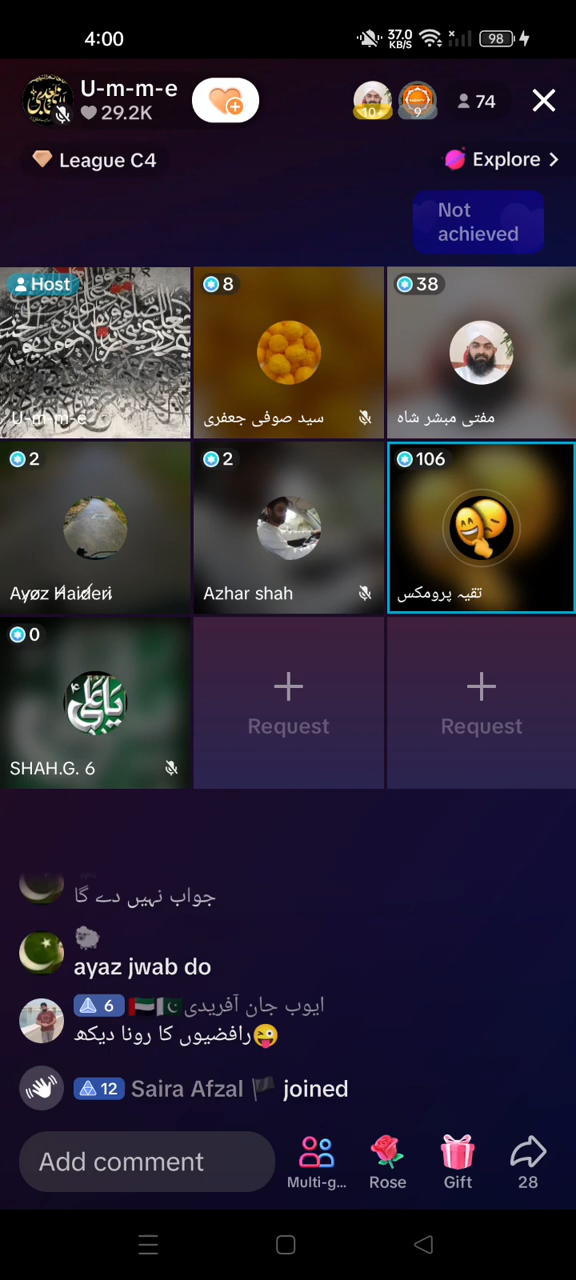 4:00
37.0
KB/S
98
U-m-m-e
29.2K
10
9
74
League C4
Explore >
Not
achieved
Host
U-m-m-e
8
سید صوفی جعفری
38
مفتی مبشر شاہ
2
Ayøz Haideri
2
Azhar shah
106
تقیہ پرومکس
0
SHAH.G. 6
Request
Request
جواب نہیں دے گا
🐑
ayaz jwab do
6 🇦🇪🇵🇰ایوب جان آفریدی
رافضیوں کا رونا دیکھ😜
12 Saira Afzal 🏴 joined
Add comment
Multi-g...
Rose
Gift
28